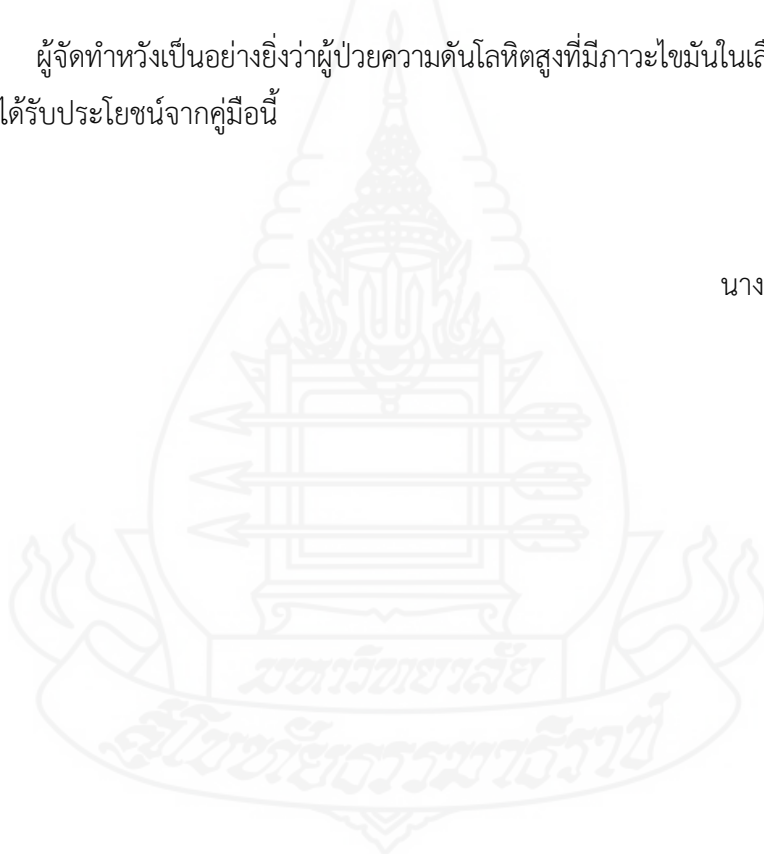 ผู้จัดทำหวังเป็นอย่างยิ่งว่าผู้ป่วยความดันโลหิตสูงที่มีภาวะไขมันในเลื
ได้รับประโยชน์จากคู่มือนี้
นาง
มหาวิทยาลัย
สุโขทัยธรรมาธิราช